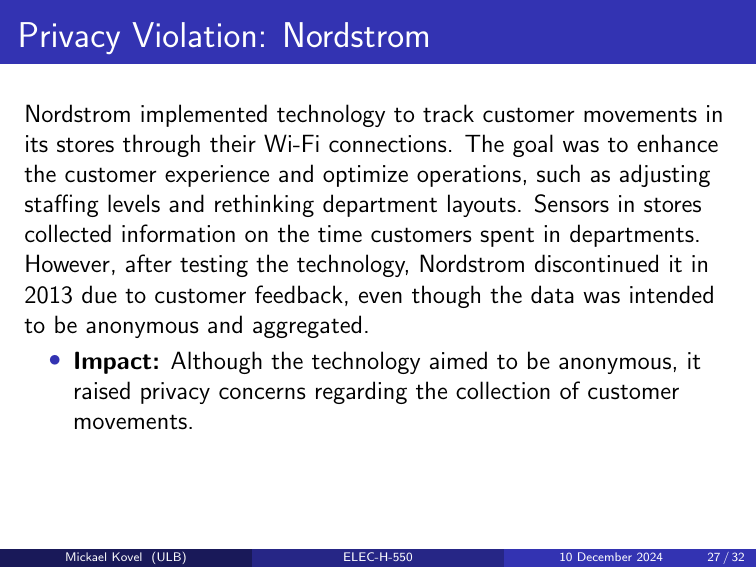 Privacy Violation: Nordstrom
Nordstrom implemented technology to track customer movements in
its stores through their Wi-Fi connections. The goal was to enhance
the customer experience and optimize operations, such as adjusting
staffing levels and rethinking department layouts. Sensors in stores
collected information on the time customers spent in departments.
However, after testing the technology, Nordstrom discontinued it in
2013 due to customer feedback, even though the data was intended
to be anonymous and aggregated.
• Impact: Although the technology aimed to be anonymous, it
raised privacy concerns regarding the collection of customer
movements.
Mickael Kovel (ULB) ELEC-H-550 10 December 2024 27 / 32